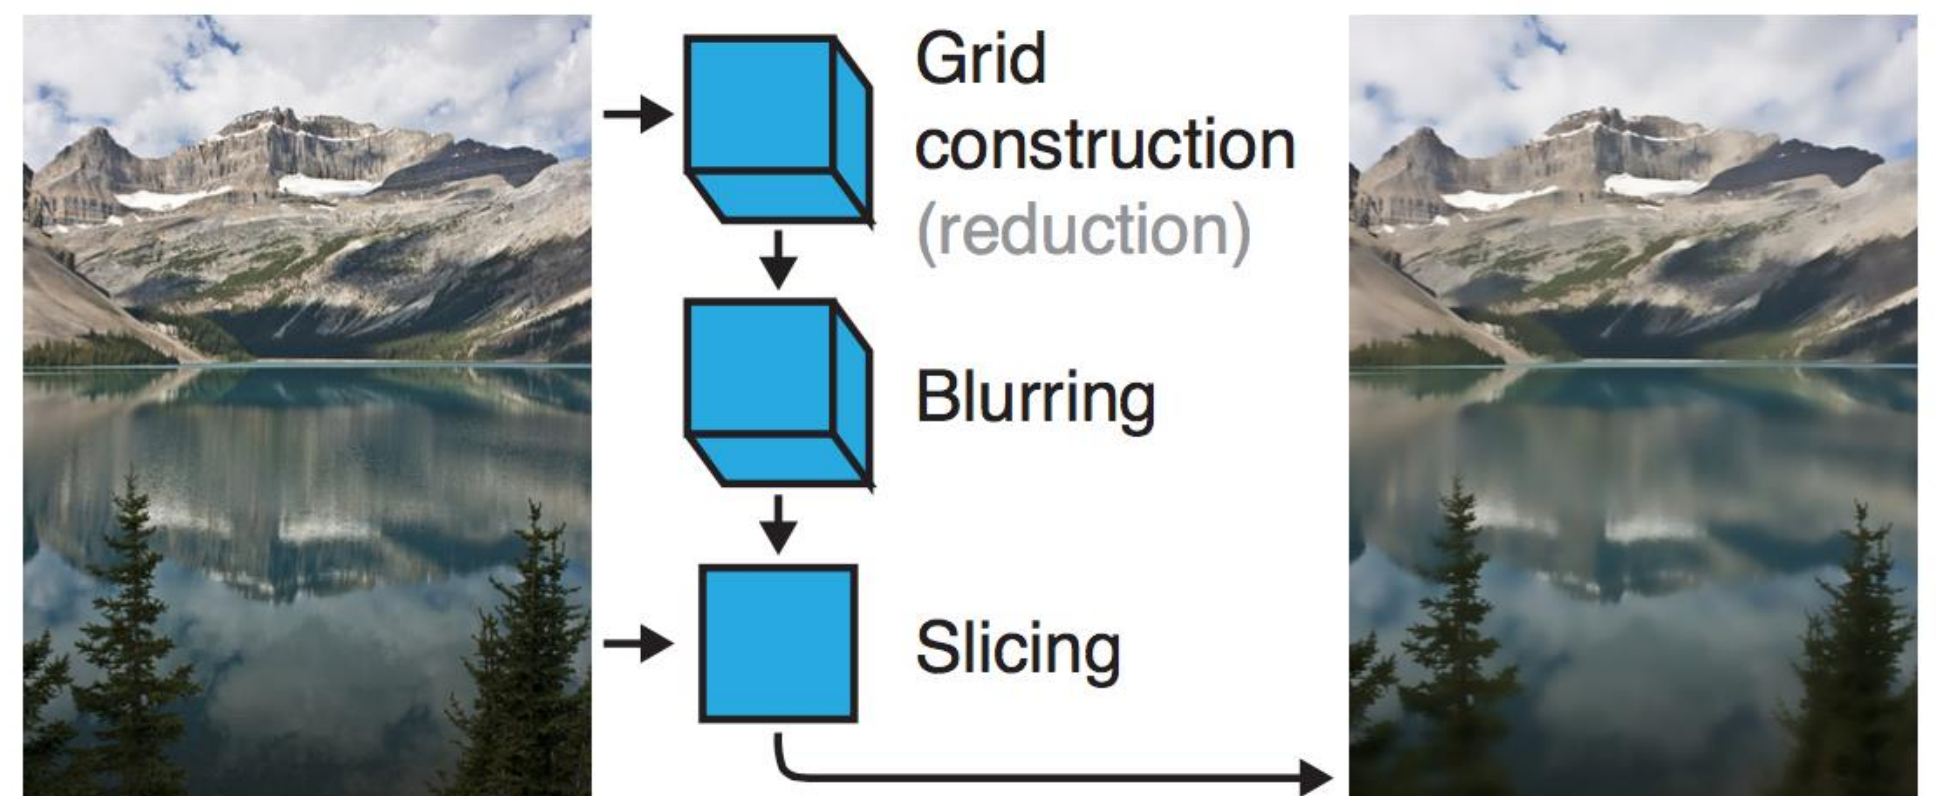 Grid
construction
(reduction)
Blurring
Slicing